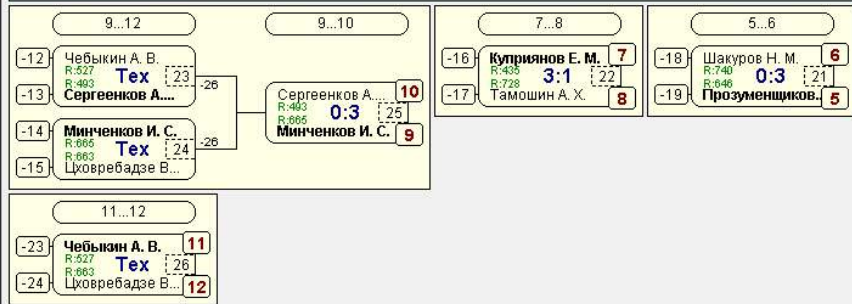 9...12
9...10
7...8
5...6
-12
Чебыкин А. В.
R:527
R:493
Тех
23
-13
Сергеенков А....
-26
-14
Минченков И. С.
R:665
R:663
Тех
24
-15
Цховребадзе В...
-26
Сергеенков А....
10
R:493
R:665
0:3
25
Минченков И. С.
9
-16
Куприянов Е. М.
7
R:435
R:728
3:1
22
-17
Тамошин А. Х.
8
-18
Шакуров Н. М.
6
R:740
R:646
0:3
21
-19
Прозуменщиков..
5
11...12
-23
Чебыкин А. В.
11
R:527
R:663
Тех
26
-24
Цховребадзе В...
12